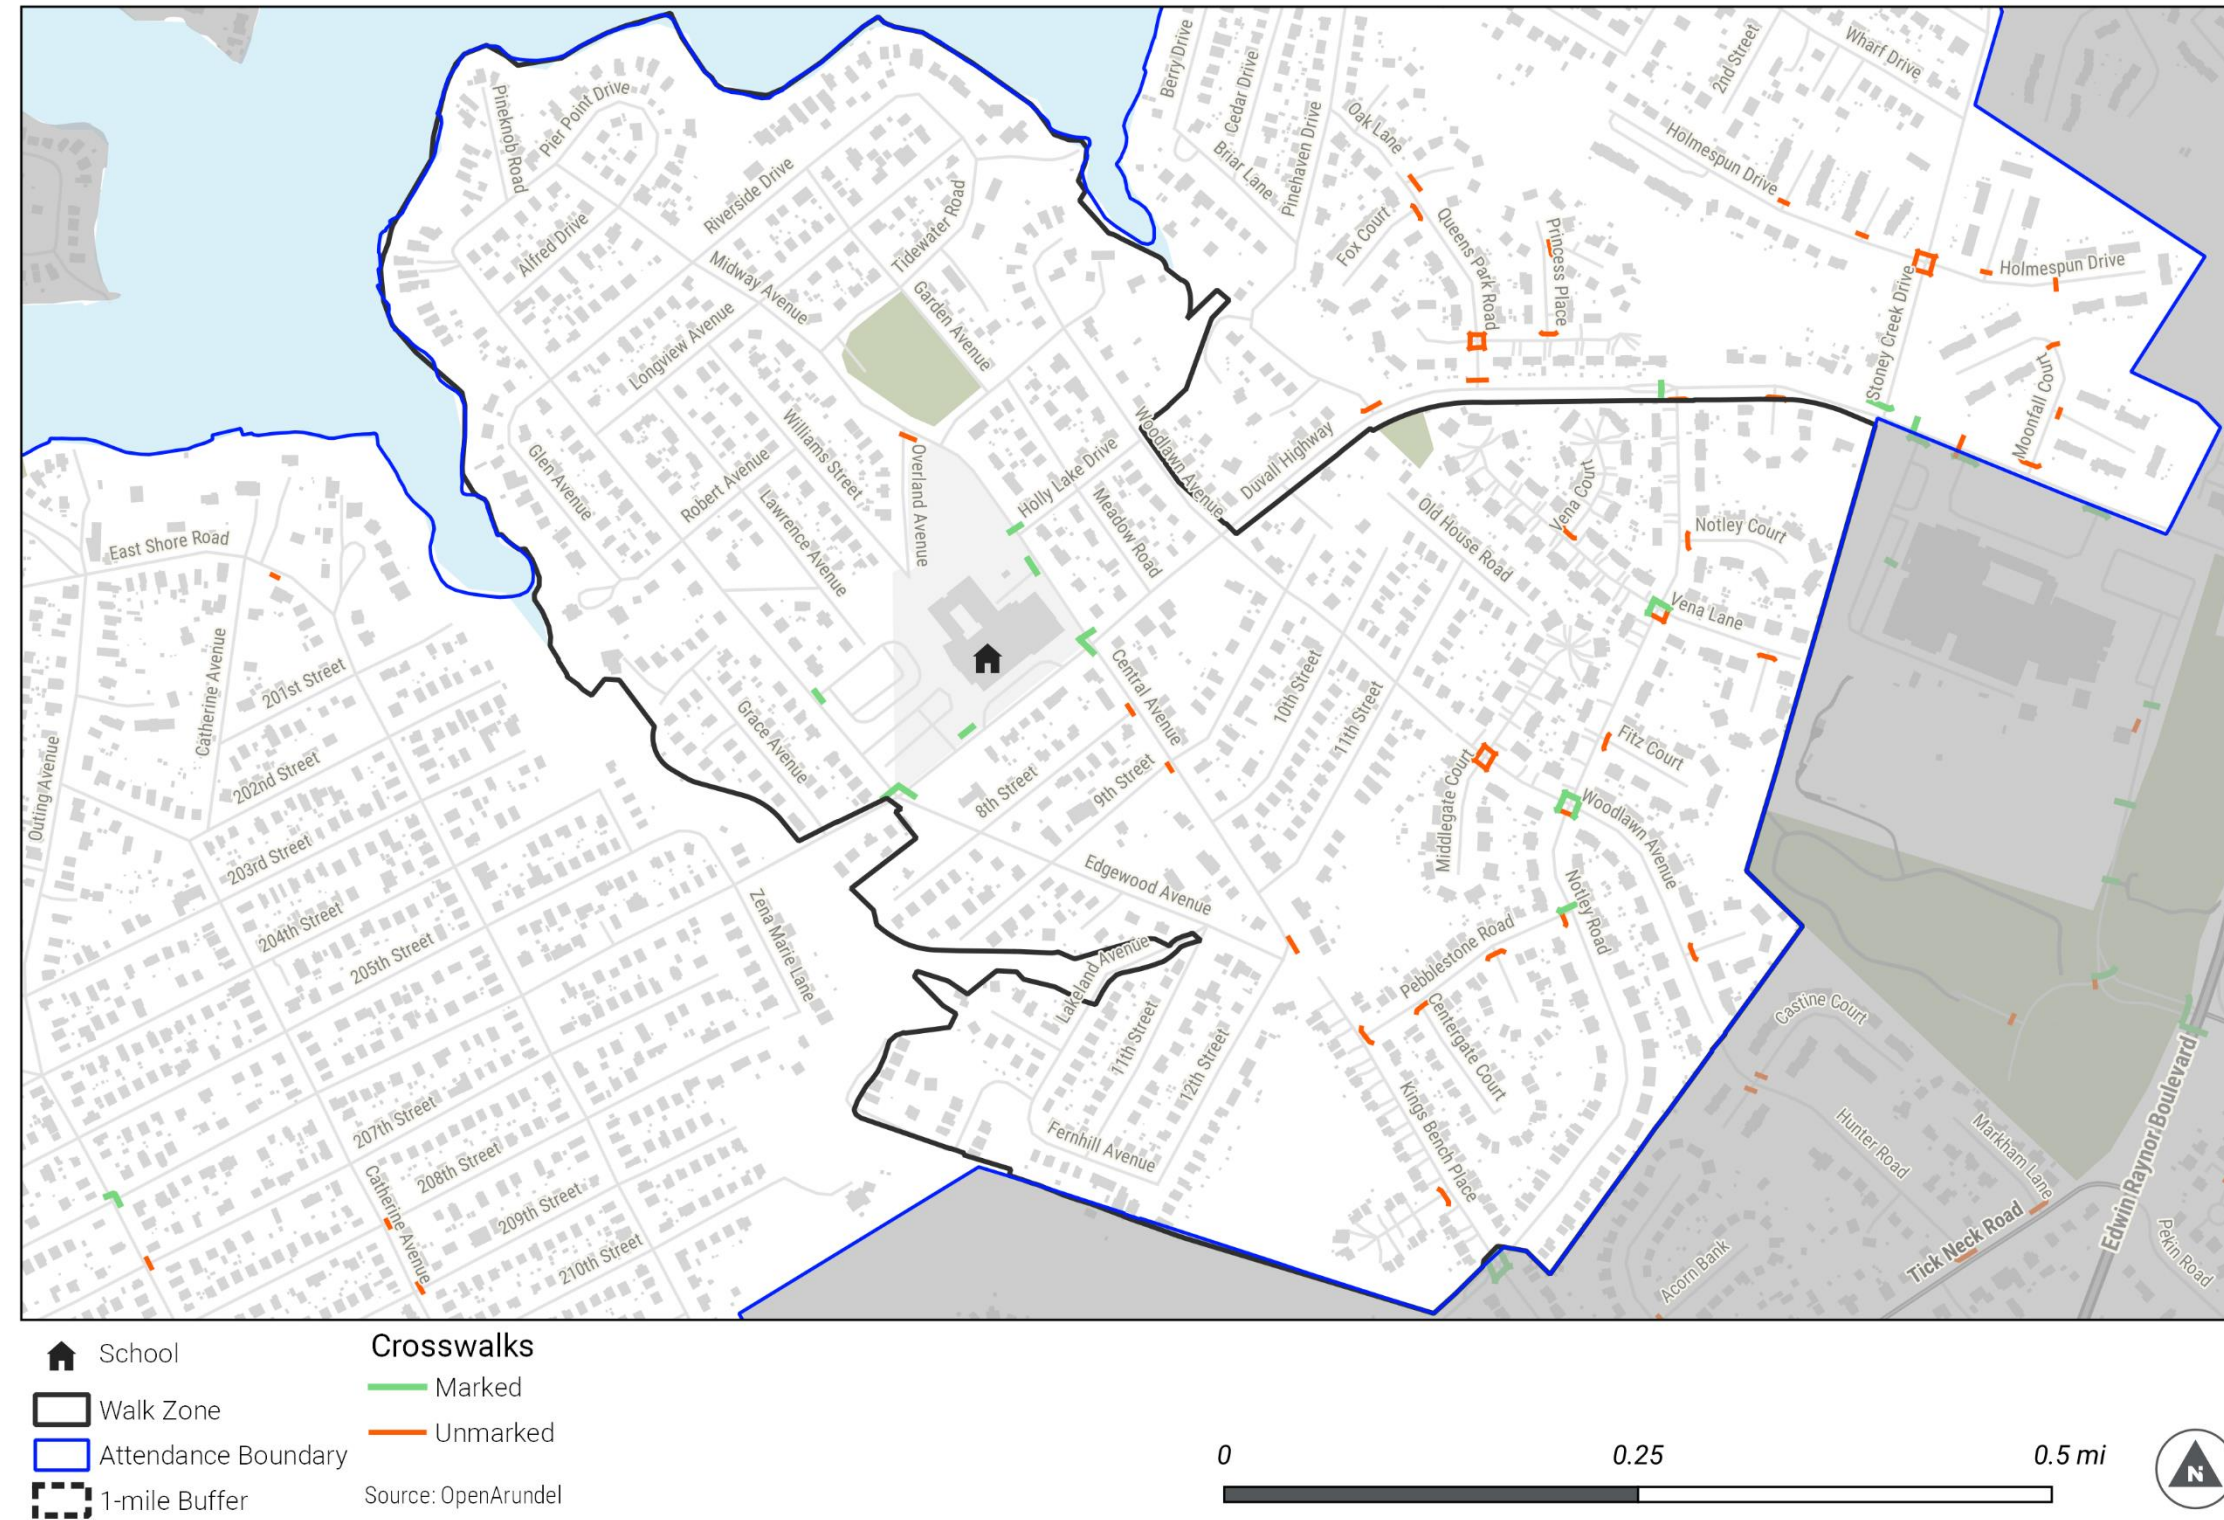 Berry Drive
Cedar Drive
Briar Lane
Pinehaven Drive
Oak Lane
2nd Street
Wharf Drive
Holmespun Drive
Pineknob Road
Pier Point Drive
Riverside Drive
Alfred Drive
Midway Avenue
Tidewater Road
Garden Avenue
Longview Avenue
Fox Court
Queens Park Road
Princess Place
Stoney Creek Drive
Holmespun Drive
Moonfall Court
Williams Street
Glen Avenue
Robert Avenue
Lawrence Avenue
Overland Avenue
Holly Lake Drive
Meadow Road
Woodlawn Avenue
Duvall Highway
Old House Road
Vena Court
Notley Court
Vena Lane
East Shore Road
Catherine Avenue
201st Street
202nd Street
203rd Street
204th Street
205th Street
Outing Avenue
Grace Avenue
Central Avenue
8th Street
9th Street
10th Street
11th Street
Fitz Court
Middlegate Court
Woodlawn Avenue
Edgewood Avenue
Notley Road
Pebblestone Road
Centergate Court
Zena Marie Lane
Lakeland Avenue
11th Street
12th Street
Fernhill Avenue
Kings Bench Place
Castine Court
Hunter Road
Markham Lane
Edwin Raynor Boulevard
Tick Neck Road
Acorn Bank
Pekin Road
207th Street
208th Street
209th Street
210th Street
Catherine Avenue
School
Walk Zone
Attendance Boundary
1-mile Buffer
Crosswalks
Marked
Unmarked
Source: OpenArundel
0
0.25
0.5 mi
N